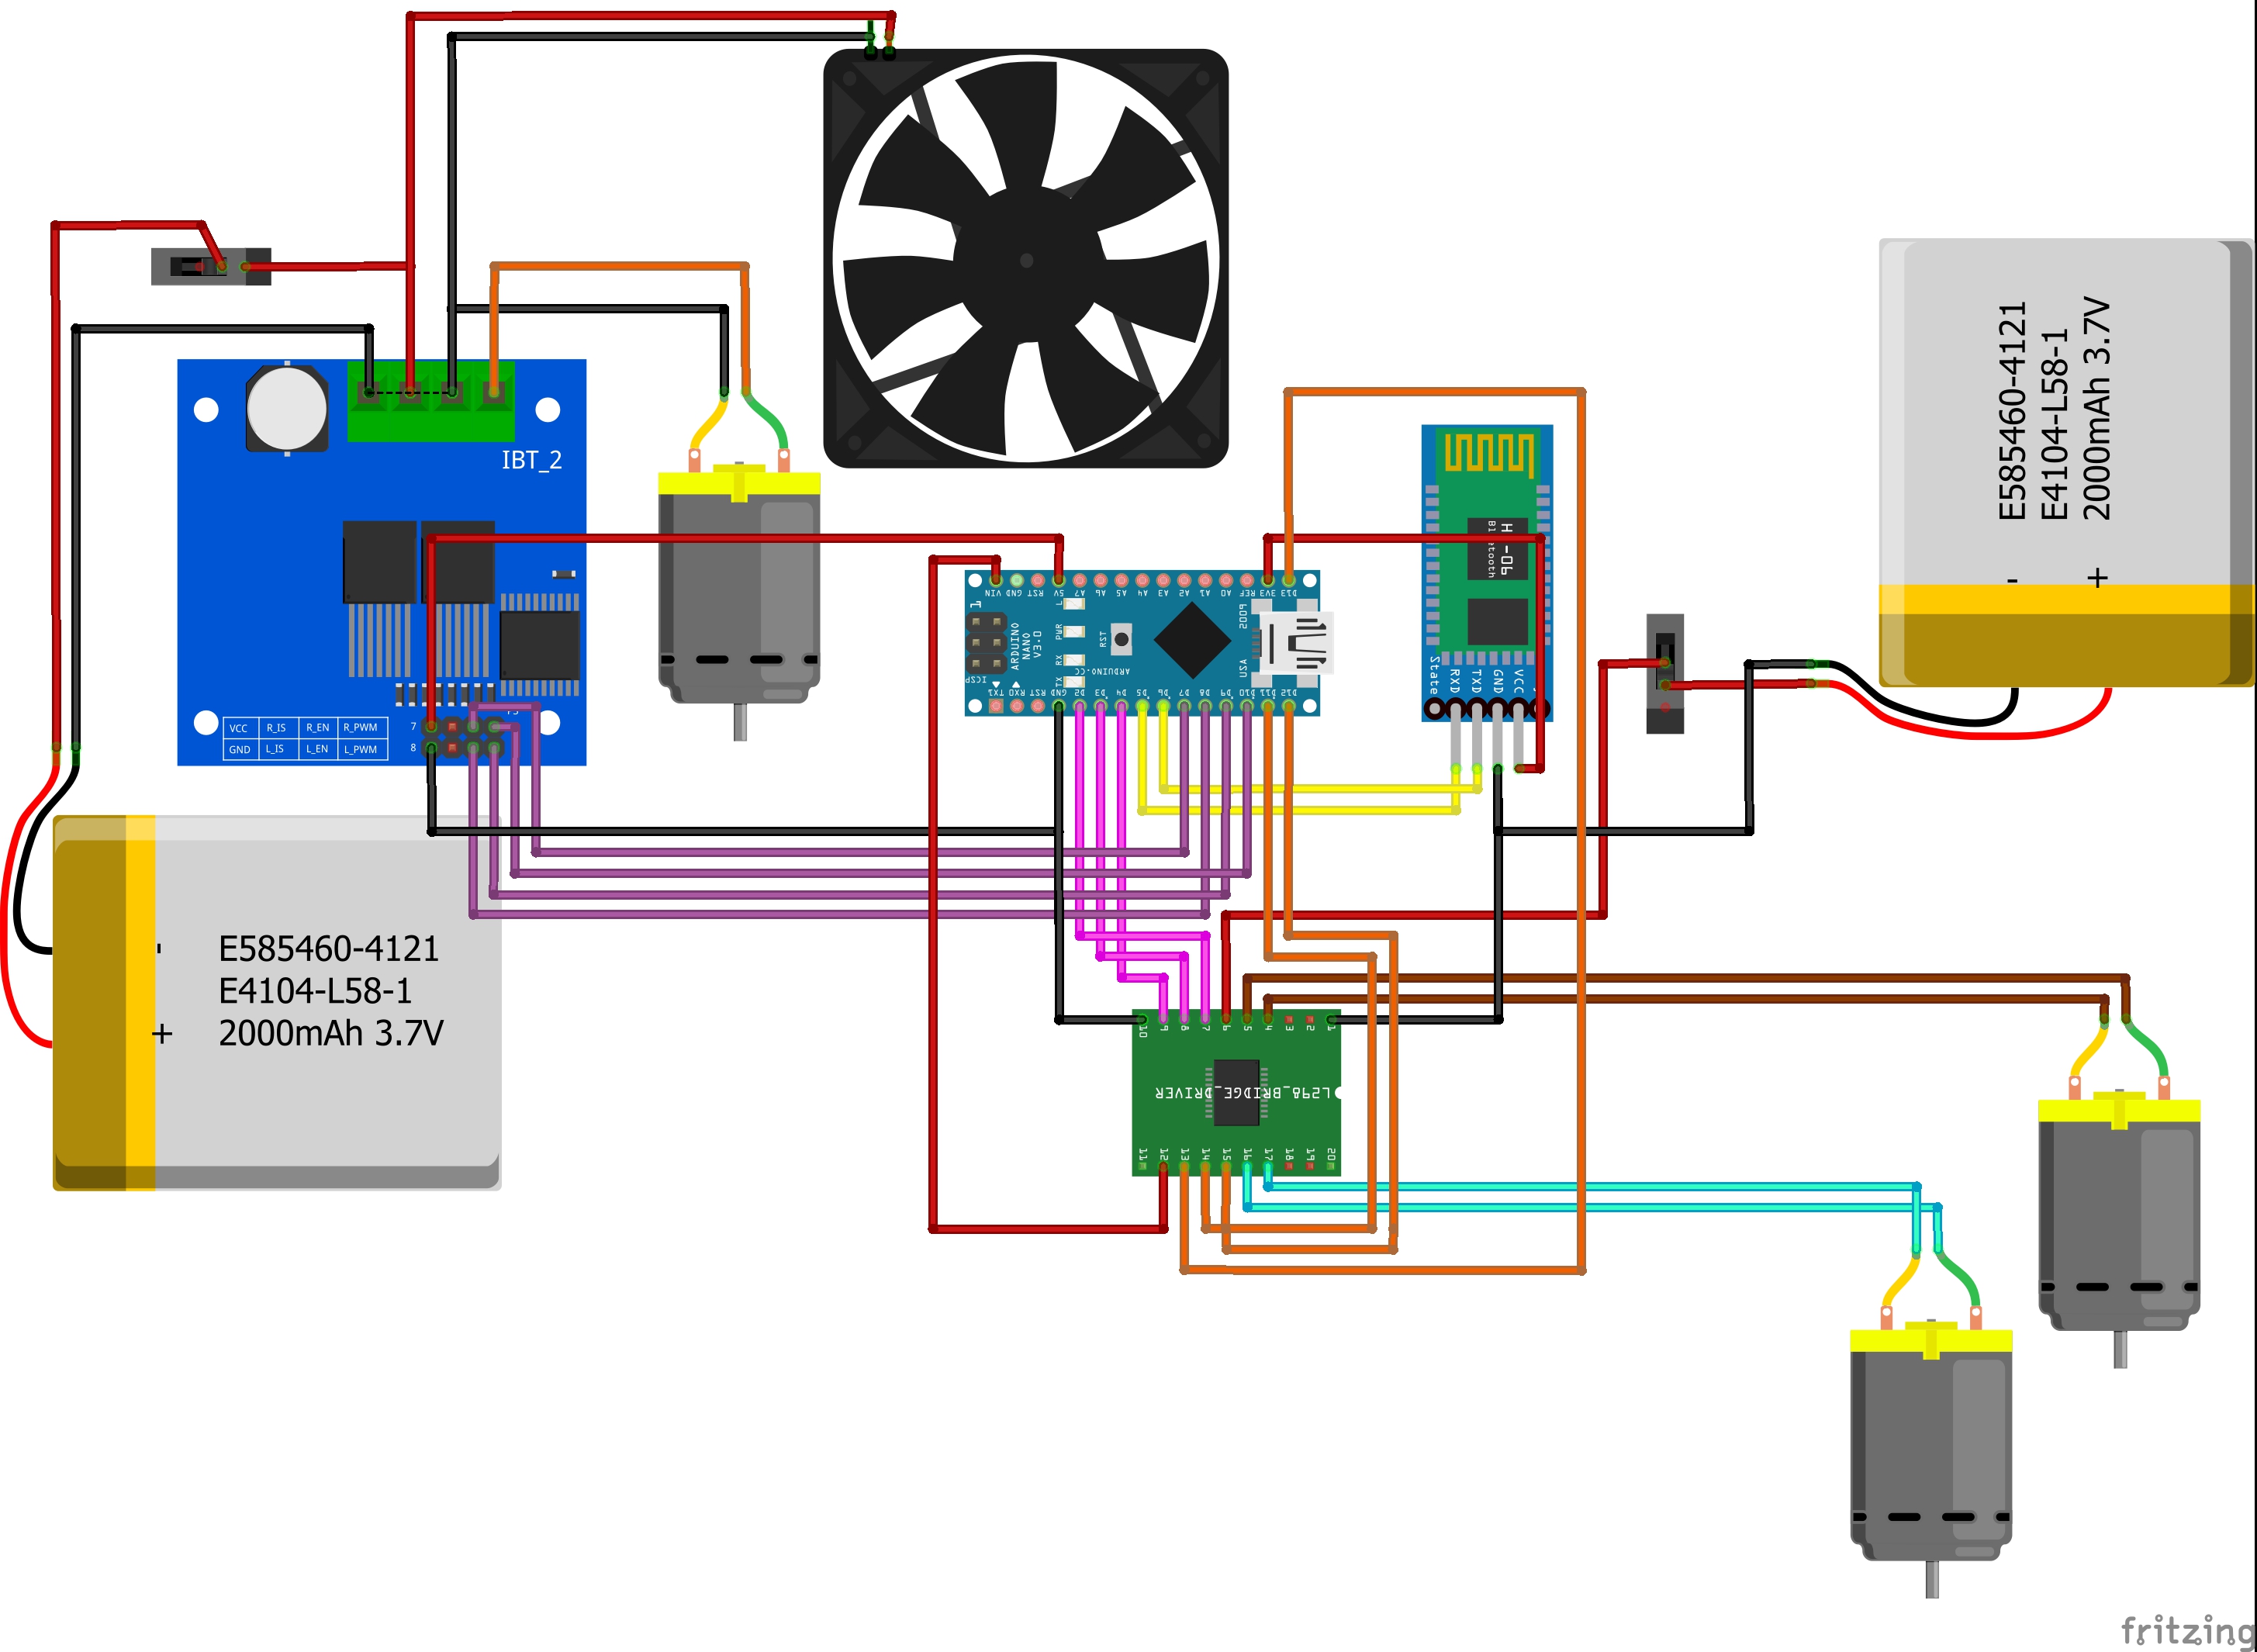 IBT_2
VCC R_IS R_EN R_PWM
GND L_IS L_EN L_PWM
7
8
- E585460-4121
E4104-L58-1
+ 2000mAh 3.7V
VIN GND RST 5V A7 A6 A5 A4 A3 A2 A1 A0 REF 3V3 D13
1
L
PWR
RX
TX
RST
ARDUINO
NANO
V3.0
ICSP
ARDUINO.CC
USA
TX1 RX0 RST GND D2 D3 D4 D5 D6 D7 D8 D9 D10 D11 D12
State
RXD
TXD
GND
VCC
E585460-4121
E4104-L58-1
2000mAh 3.7V
- +
10 9 8 7 6 5 4 3 2 1
L298_BRIDGE_DRIVER
11 12 13 14 15 16 17 18 19 20
fritzing